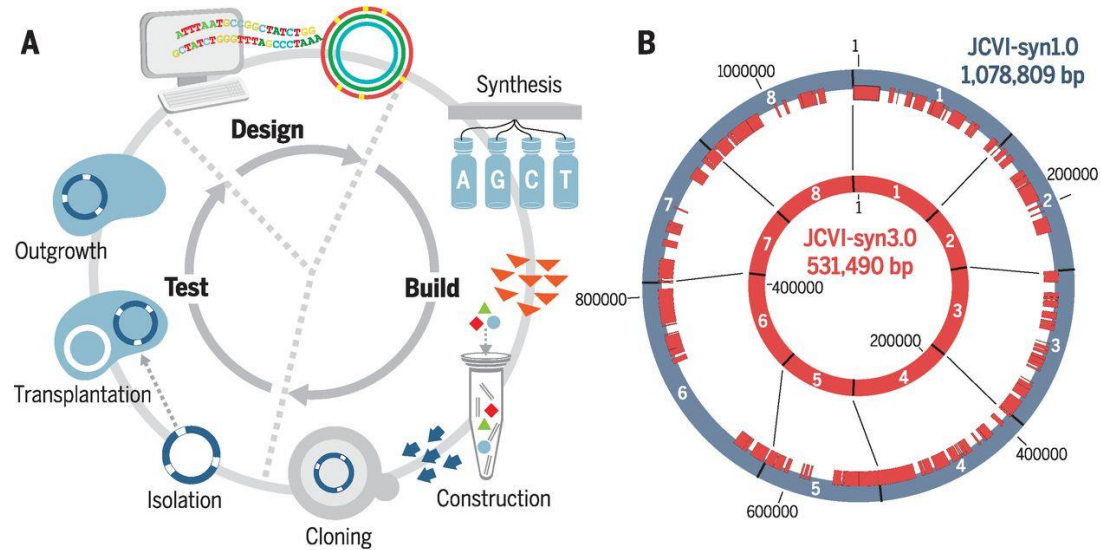 A
ATTTAATGCCGGCTATCTGG
GCTATCTGGGTTTAGCCCTAAA
Design
Synthesis
A G C T
Outgrowth
Test
Build
Transplantation
Isolation
Cloning
Construction
B
JCVI-syn1.0
1,078,809 bp
1
1000000
8
1
200000
2
7
8
1
1
JCVI-syn3.0
531,490 bp
7
2
800000
400000
6
3
200000
3
5
4
6
400000
4
600000
5